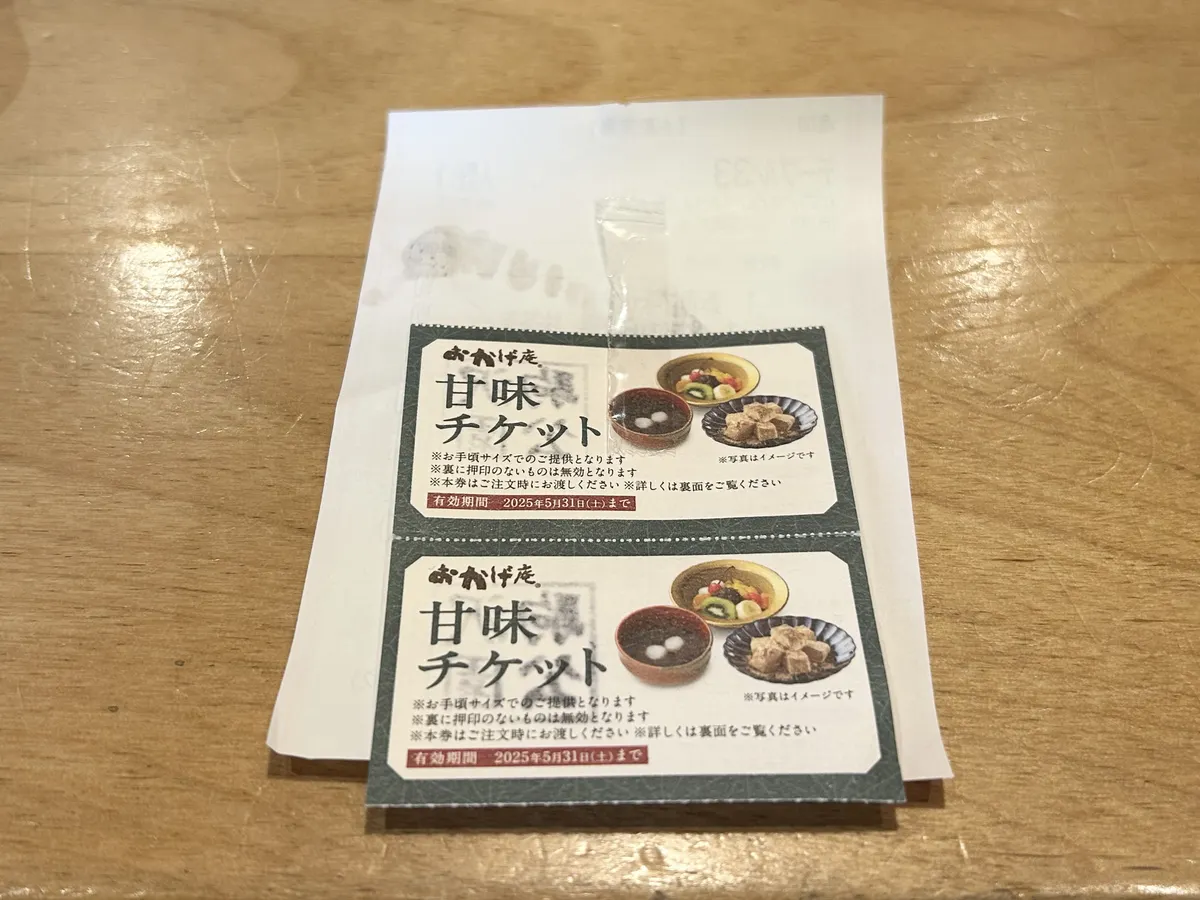 テーブル33
おかげ庵
甘味
チケット
※お手頃サイズでのご提供となります
※裏に押印のないものは無効となります
※本券はご注文時にお渡しください ※詳しくは裏面をご覧ください
※写真はイメージです
有効期間 2025年5月31日(土)まで
おかげ庵
甘味
チケット
※お手頃サイズでのご提供となります
※裏に押印のないものは無効となります
※本券はご注文時にお渡しください ※詳しくは裏面をご覧ください
※写真はイメージです
有効期間 2025年5月31日(土)まで